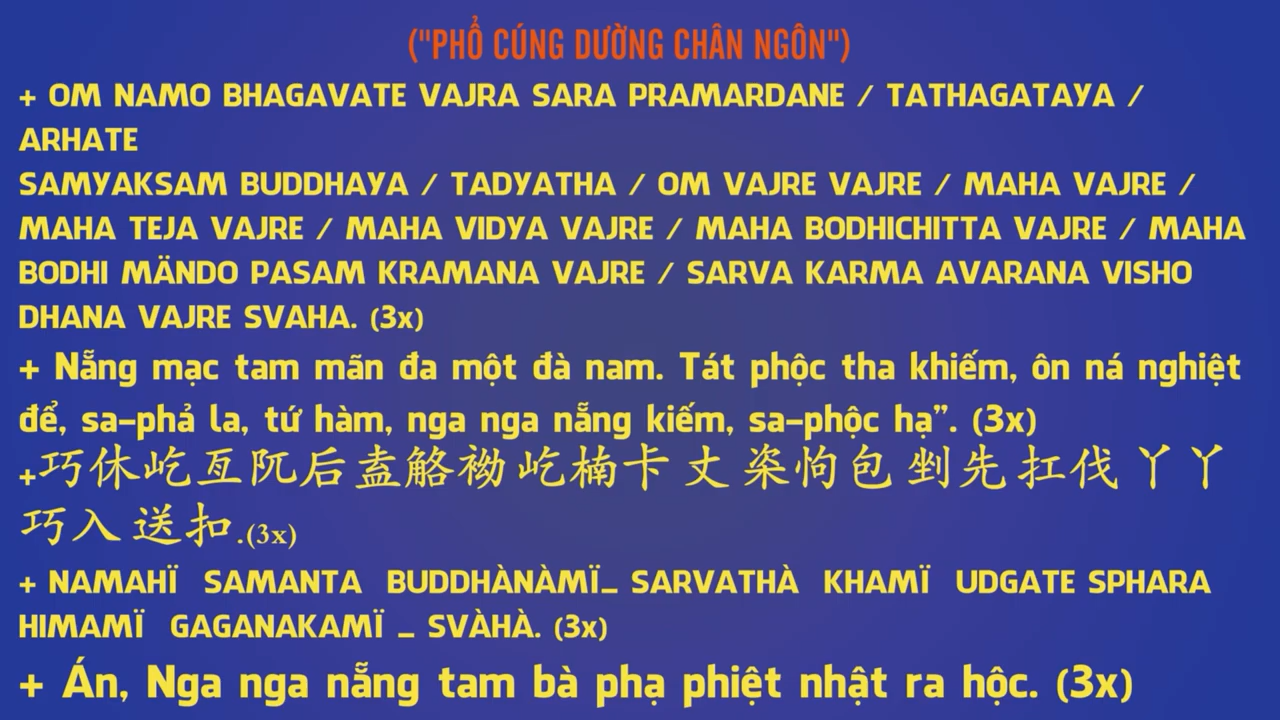 ("PHỔ CÚNG DƯỜNG CHÂN NGÔN")
+ OM NAMO BHAGAVATE VAJRA SARA PRAMARDANE / TATHAGATAYA /
ARHATE
SAMYAKSAM BUDDHAYA / TADYATHA / OM VAJRE VAJRE / MAHA VAJRE /
MAHA TEJA VAJRE / MAHA VIDYA VAJRE / MAHA BODHICHITTA VAJRE / MAHA
BODHI MÄNDO PASAM KRAMANA VAJRE / SARVA KARMA AVARANA VISHO
DHANA VAJRE SVAHA. (3x)
+ Nẵng mạc tam mãn đa một đà nam. Tát phộc tha khiếm, ôn ná nghiệt
để, sa-phả la, tứ hàm, nga nga nẵng kiếm, sa-phộc hạ”. (3x)
+巧休屹亙阢后盍觡袎屹楠卡丈栥怐包剉先扛伐丫丫
巧入送扣.(3x)
+ NAMAHÏ SAMANTA BUDDHÀNÀMÏ_ SARVATHÀ KHAMÏ UDGATE SPHARA
HIMAMÏ GAGANAKAMÏ _ SVÀHÀ. (3x)
+ Án, Nga nga nẵng tam bà phạ phiệt nhật ra hộc. (3x)